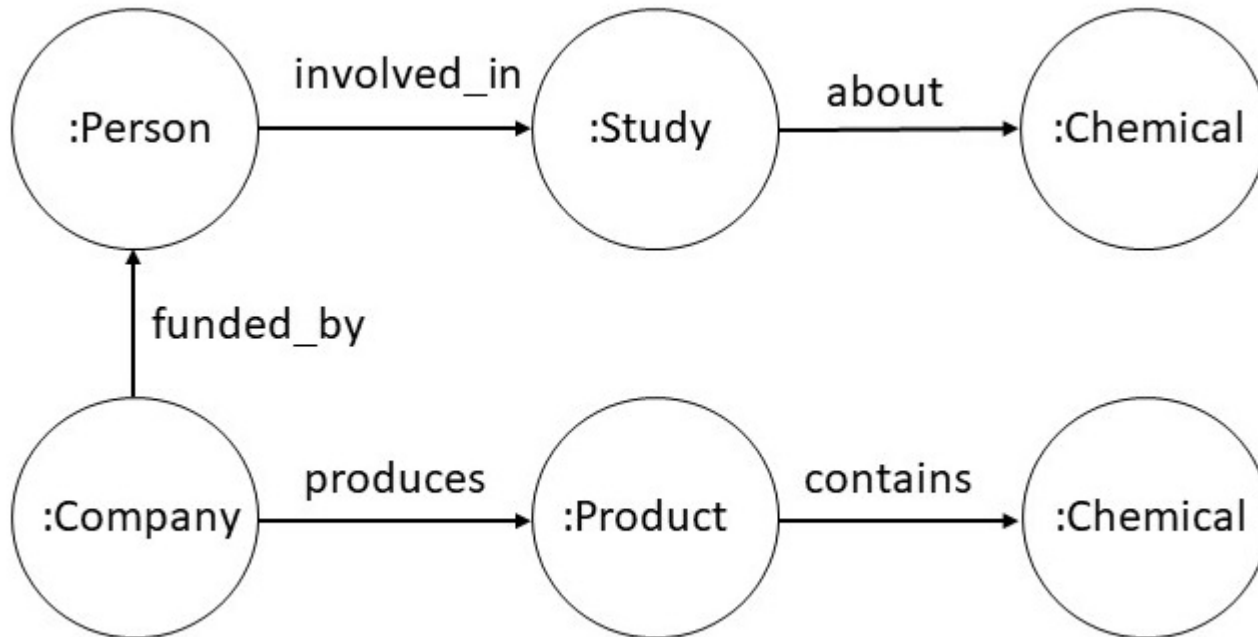 involved_in
about
:Person
:Study
:Chemical
funded_by
produces
contains
:Company
:Product
:Chemical